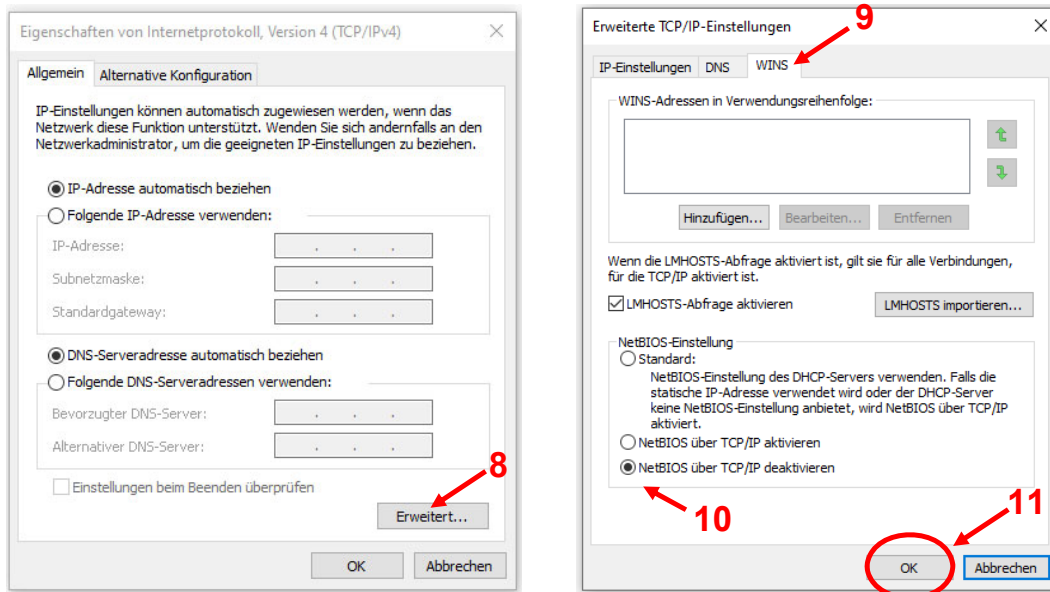 Eigenschaften von Internetprotokoll, Version 4 (TCP/IPv4)
Allgemein
Alternative Konfiguration
IP-Einstellungen können automatisch zugewiesen werden, wenn das
Netzwerk diese Funktion unterstützt. Wenden Sie sich andernfalls an den
Netzwerkadministrator, um die geeigneten IP-Einstellungen zu beziehen.
IP-Adresse automatisch beziehen
Folgende IP-Adresse verwenden:
IP-Adresse:
Subnetzmaske:
Standardgateway:
DNS-Serveradresse automatisch beziehen
Folgende DNS-Serveradressen verwenden:
Bevorzugter DNS-Server:
Alternativer DNS-Server:
Einstellungen beim Beenden überprüfen
8
Erweitert...
OK
Abbrechen
Erweiterte TCP/IP-Einstellungen
9
IP-Einstellungen
DNS
WINS
WINS-Adressen in Verwendungsreihenfolge:
Hinzufügen...
Bearbeiten...
Entfernen
Wenn die LMHOSTS-Abfrage aktiviert ist, gilt sie für alle Verbindungen,
für die TCP/IP aktiviert ist.
LMHOSTS-Abfrage aktivieren
LMHOSTS importieren...
NetBIOS-Einstellung
Standard:
NetBIOS-Einstellung des DHCP-Servers verwenden. Falls die
statische IP-Adresse verwendet wird oder der DHCP-Server
keine NetBIOS-Einstellung anbietet, wird NetBIOS über TCP/IP
aktiviert.
NetBIOS über TCP/IP aktivieren
NetBIOS über TCP/IP deaktivieren
10
11
OK
Abbrechen